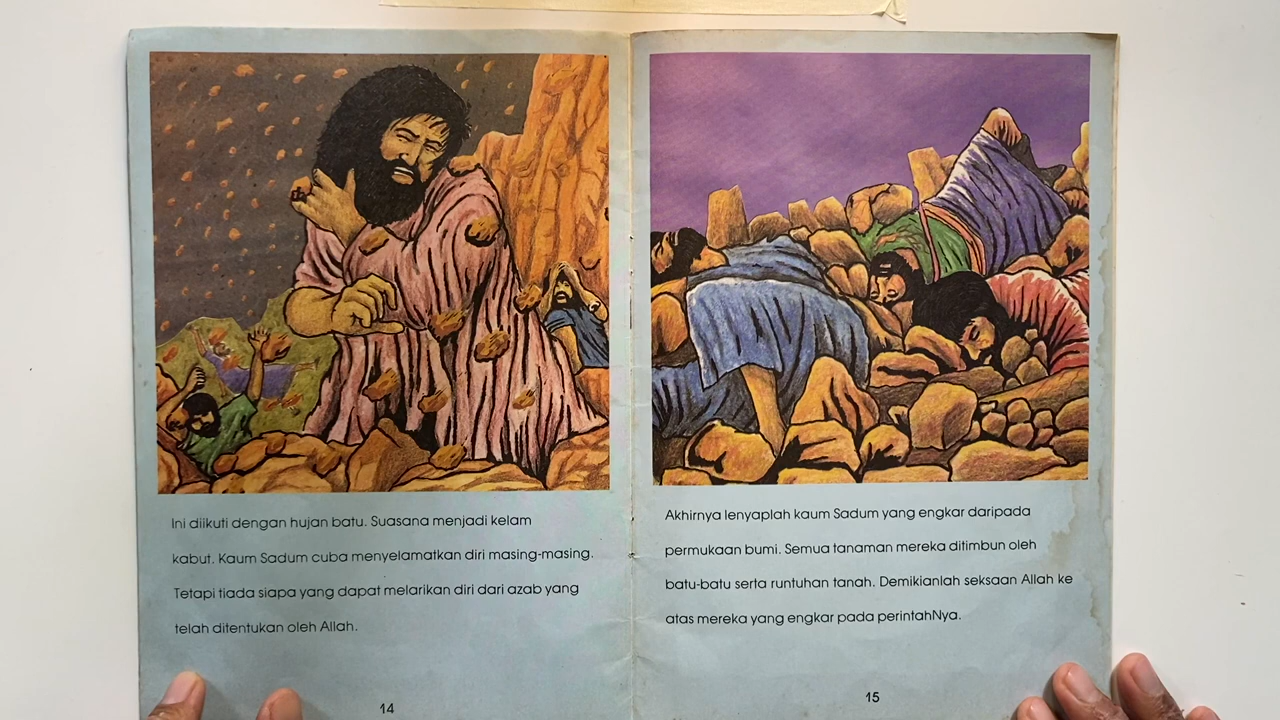 Ini diikuti dengan hujan batu. Suasana menjadi kelam
kabut. Kaum Sadum cuba menyelamatkan diri masing-masing.
Tetapi tiada siapa yang dapat melarikan diri dari azab yang
telah ditentukan oleh Allah.
14
Akhirnya lenyaplah kaum Sadum yang engkar daripada
permukaan bumi. Semua tanaman mereka ditimbun oleh
batu-batu serta runtuhan tanah. Demikianlah seksaan Allah ke
atas mereka yang engkar pada perintahNya.
15